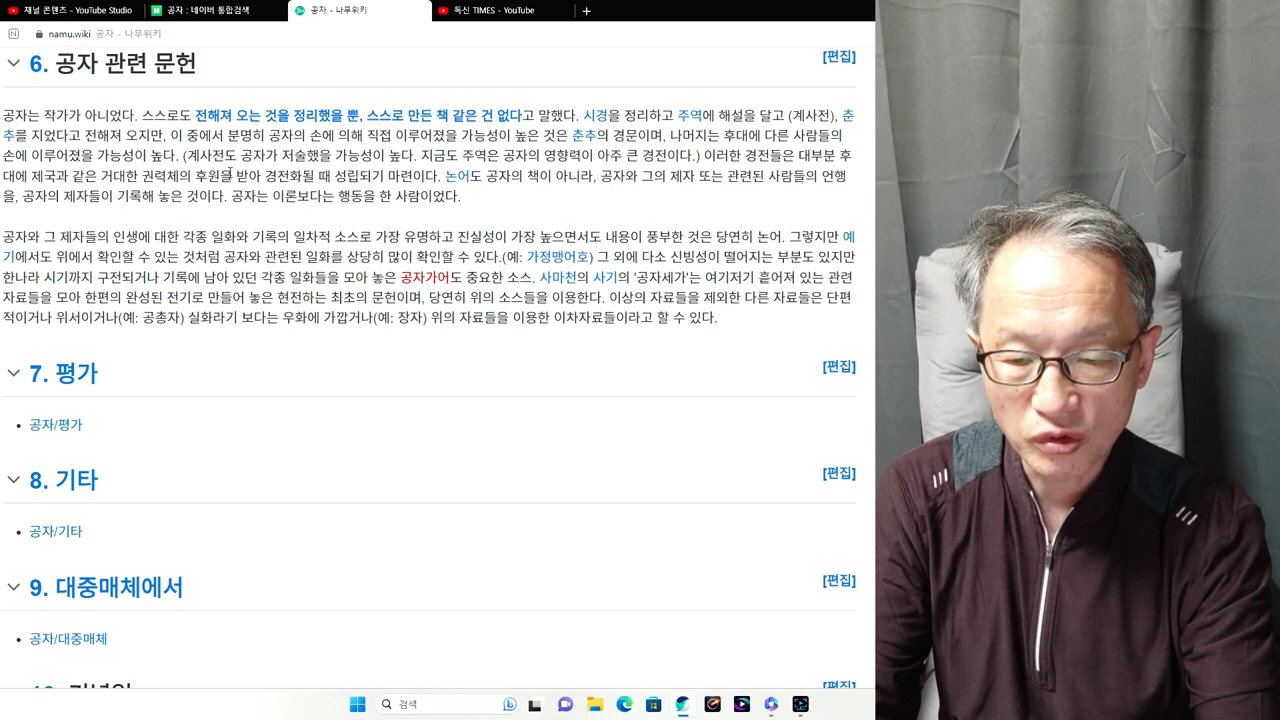 채널 콘텐츠 - YouTube Studio
공자 : 네이버 통합검색
공자 - 나무위키
독신 TIMES - YouTube
namu.wiki 공자 - 나무위키
6. 공자 관련 문헌 [편집]
공자는 작가가 아니었다. 스스로도 전해져 오는 것을 정리했을 뿐, 스스로 만든 책 같은 건 없다고 말했다. 시경을 정리하고 주역에 해설을 달고 (계사전), 춘
추를 지었다고 전해져 오지만, 이 중에서 분명히 공자의 손에 의해 직접 이루어졌을 가능성이 높은 것은 춘추의 경문이며, 나머지는 후대에 다른 사람들의
손에 이루어졌을 가능성이 높다. (계사전도 공자가 저술했을 가능성이 높다. 지금도 주역은 공자의 영향력이 아주 큰 경전이다.) 이러한 경전들은 대부분 후
대에 제국과 같은 거대한 권력체의 후원을 받아 경전화될 때 성립되기 마련이다. 논어도 공자의 책이 아니라, 공자와 그의 제자 또는 관련된 사람들의 언행
을, 공자의 제자들이 기록해 놓은 것이다. 공자는 이론보다는 행동을 한 사람이었다.
공자와 그 제자들의 인생에 대한 각종 일화와 기록의 일차적 소스로 가장 유명하고 진실성이 가장 높으면서도 내용이 풍부한 것은 당연히 논어. 그렇지만 예
기에서도 위에서 확인할 수 있는 것처럼 공자와 관련된 일화를 상당히 많이 확인할 수 있다.(예: 가정맹어호) 그 외에 다소 신빙성이 떨어지는 부분도 있지만
한나라 시기까지 구전되거나 기록에 남아 있던 각종 일화들을 모아 놓은 공자가어도 중요한 소스. 사마천의 사기의 '공자세가'는 여기저기 흩어져 있는 관련
자료들을 모아 한편의 완성된 전기로 만들어 놓은 현전하는 최초의 문헌이며, 당연히 위의 소스들을 이용한다. 이상의 자료들을 제외한 다른 자료들은 단편
적이거나 위서이거나(예: 공총자) 실화라기 보다는 우화에 가깝거나(예: 장자) 위의 자료들을 이용한 이차자료들이라고 할 수 있다.
7. 평가 [편집]
• 공자/평가
8. 기타 [편집]
• 공자/기타
9. 대중매체에서 [편집]
• 공자/대중매체
검색